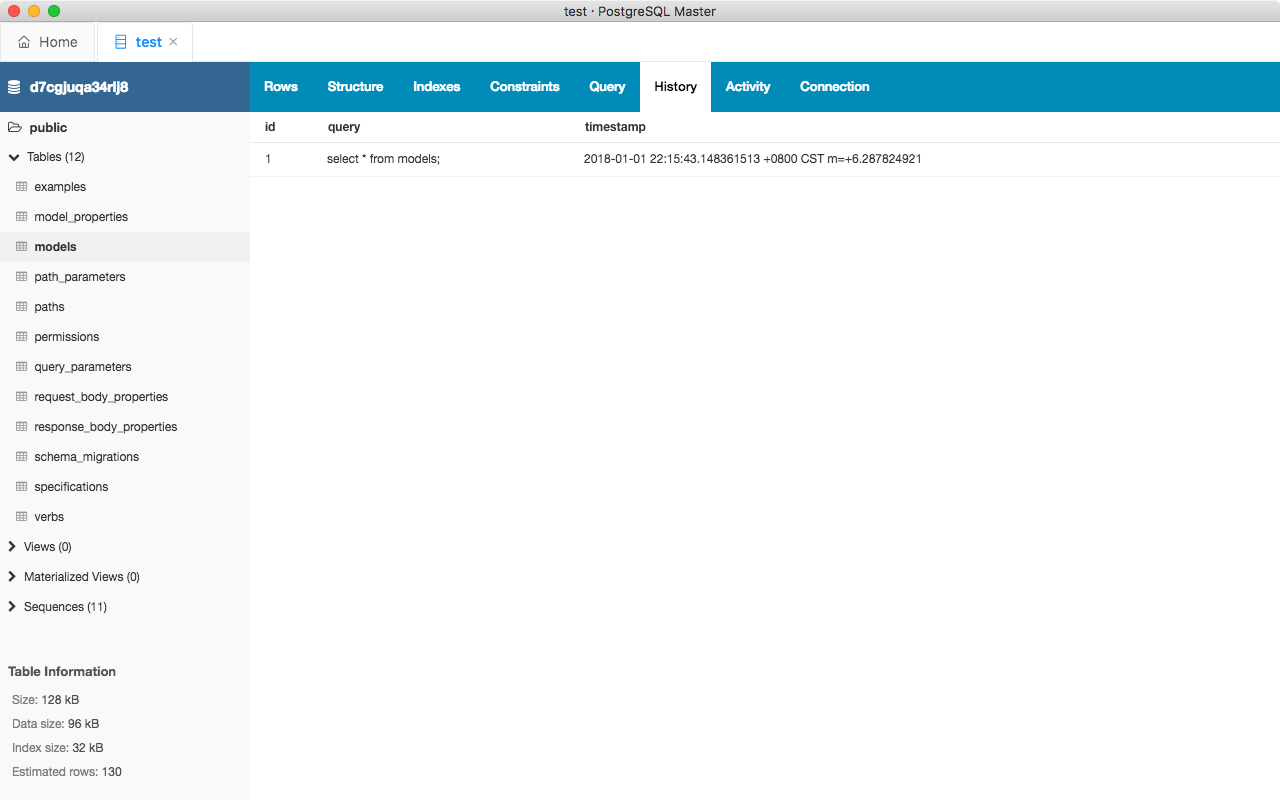 test · PostgreSQL Master
Home
test
d7cgjuqa34rlj8
Rows Structure Indexes Constraints Query History Activity Connection
public
Tables (12)
examples
model_properties
models
path_parameters
paths
permissions
query_parameters
request_body_properties
response_body_properties
schema_migrations
specifications
verbs
Views (0)
Materialized Views (0)
Sequences (11)
Table Information
Size: 128 kB
Data size: 96 kB
Index size: 32 kB
Estimated rows: 130
id query timestamp
1 select * from models; 2018-01-01 22:15:43.148361513 +0800 CST m=+6.287824921